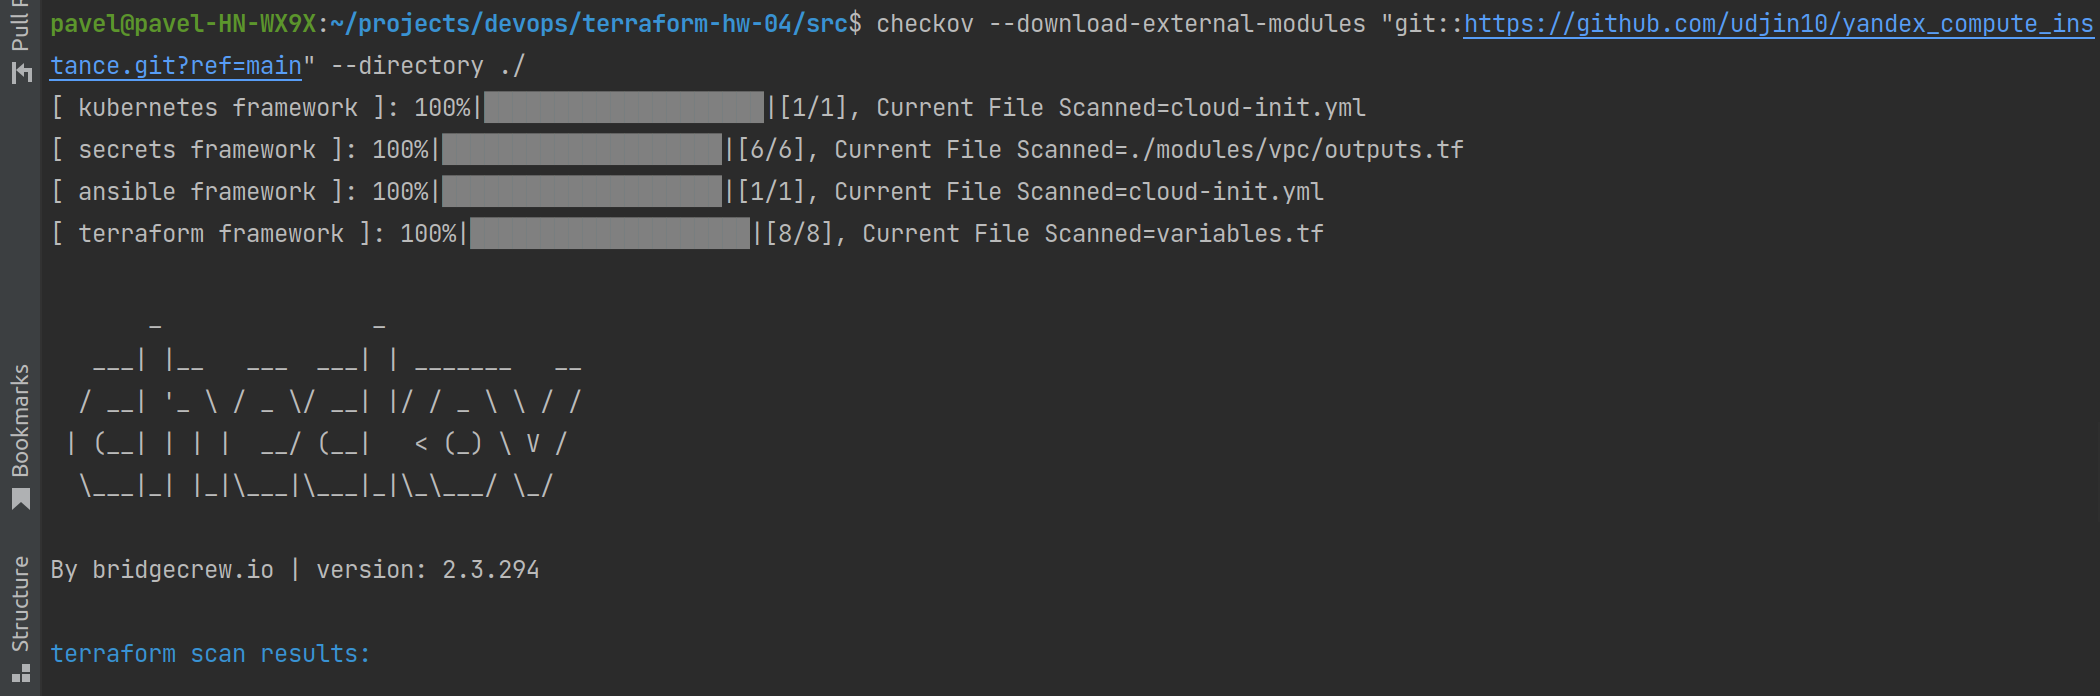 pavel@pavel-HN-WX9X:~/projects/devops/terraform-hw-04/src$ checkov --download-external-modules "git::https://github.com/udjin10/yandex_compute_ins
tance.git?ref=main" --directory ./
[ kubernetes framework ]: 100%|████████████████████|[1/1], Current File Scanned=cloud-init.yml
[ secrets framework ]: 100%|████████████████████|[6/6], Current File Scanned=./modules/vpc/outputs.tf
[ ansible framework ]: 100%|████████████████████|[1/1], Current File Scanned=cloud-init.yml
[ terraform framework ]: 100%|████████████████████|[8/8], Current File Scanned=variables.tf
       _               _
   ___| |__   ___  ___| | _______   __
  / __| '_ \ / _ \/ __| |/ / _ \ \ / /
 | (__| | | |  __/ (__|   < (_) \ V /
  \___|_| |_|\___|\___|_|\_\___/ \_/
By bridgecrew.io | version: 2.3.294
terraform scan results:
Pull
Bookmarks
Structure